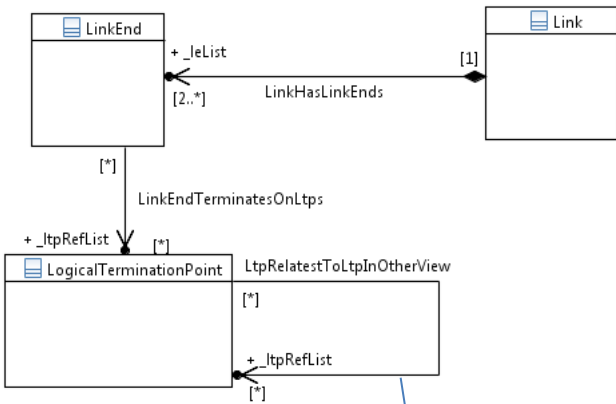 LinkEnd
Link
+ _leList
[1]
[2..*]
LinkHasLinkEnds
[*]
LinkEndTerminatesOnLtps
+ _ltpRefList
[*]
LogicalTerminationPoint
LtpRelatestToLtpInOtherView
[*]
+ _ltpRefList
[*]